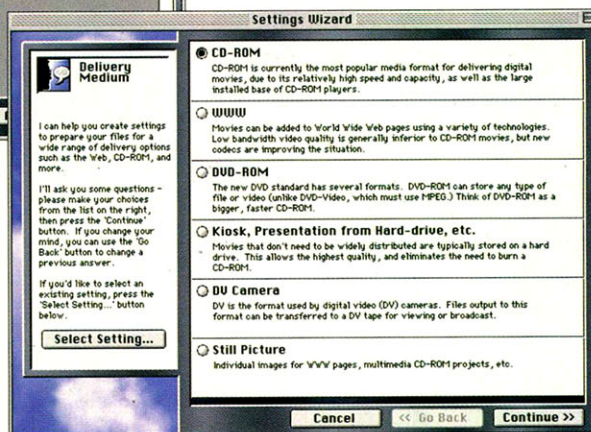 Settings Wizard
Delivery
Medium
I can help you create settings
to prepare your files for a
wide range of delivery options
such as the Web, CD-ROM, and
more.
I'll ask you some questions -
please make your choices
from the list on the right,
then press the 'Continue'
button. If you change your
mind, you can use the 'Go
Back' button to change a
previous answer.
If you'd like to select an
existing setting, press the
'Select Setting...' button
below.
Select Setting...
CD-ROM
CD-ROM is currently the most popular media format for delivering digital
movies, due to its relatively high speed and capacity, as well as the large
installed base of CD-ROM players.
WWW
Movies can be added to World Wide Web pages using a variety of technologies.
Low bandwidth video quality is generally inferior to CD-ROM movies, but new
codecs are improving the situation.
DVD-ROM
The new DVD standard has several formats. DVD-ROM can store any type of
file or video (unlike DVD-Video, which must use MPEG.) Think of DVD-ROM as a
bigger, faster CD-ROM.
Kiosk, Presentation from Hard-drive, etc.
Movies that don't need to be widely distributed are typically stored on a hard
drive. This allows the highest quality, and eliminates the need to burn a
CD-ROM.
DV Camera
DV is the format used by digital video (DV) cameras. Files output to this
format can be transferred to a DV tape for viewing or broadcast.
Still Picture
Individual images for WWW pages, multimedia CD-ROM projects, etc.
Cancel
<< Go Back
Continue >>